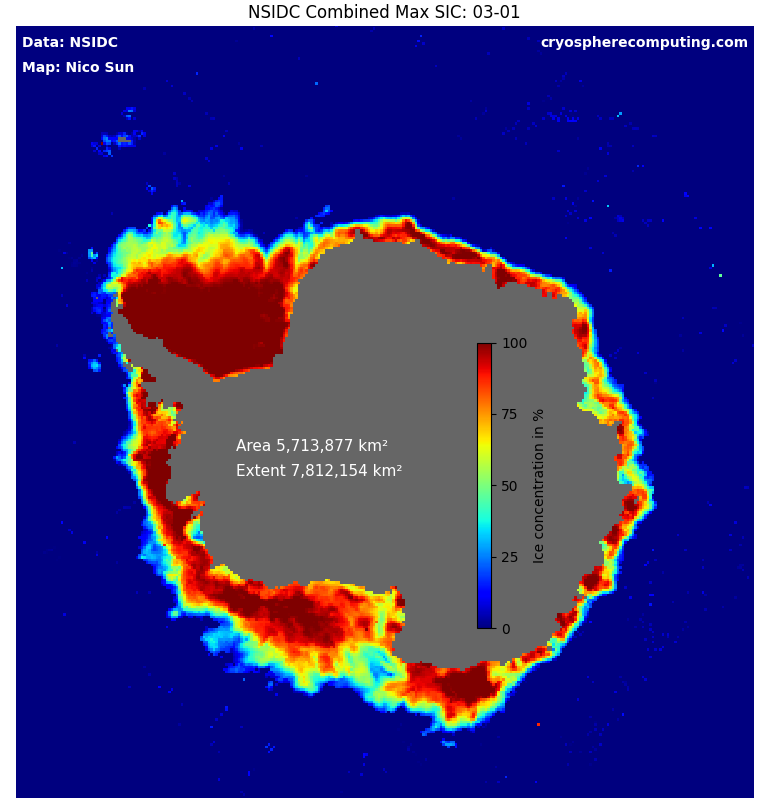 NSIDC Combined Max SIC: 03-01
Data: NSIDC
cryospherecomputing.com
Map: Nico Sun
100
75
50
25
0
Ice concentration in %
Area 5,713,877 km²
Extent 7,812,154 km²